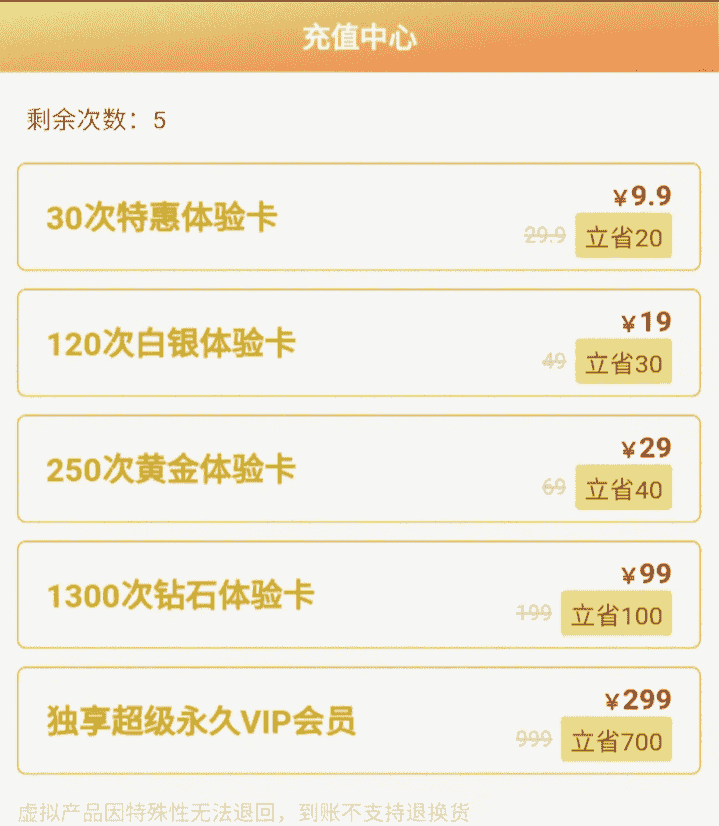 充值中心
剩余次数：5
30次特惠体验卡
¥9.9
29.9 立省20
120次白银体验卡
¥19
49 立省30
250次黄金体验卡
¥29
69 立省40
1300次钻石体验卡
¥99
199 立省100
独享超级永久VIP会员
¥299
999 立省700
虚拟产品因特殊性无法退回，到账不支持退换货